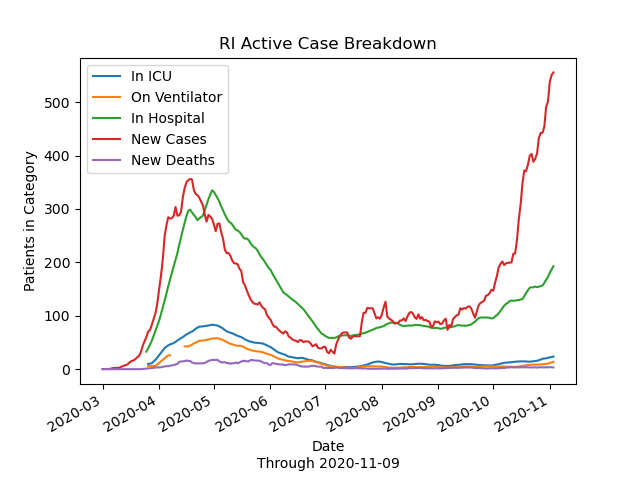 RI Active Case Breakdown
In ICU
On Ventilator
In Hospital
New Cases
New Deaths
Patients in Category
500
400
300
200
100
0
2020-03
2020-04
2020-05
2020-06
2020-07
2020-08
2020-09
2020-10
2020-11
Date
Through 2020-11-09